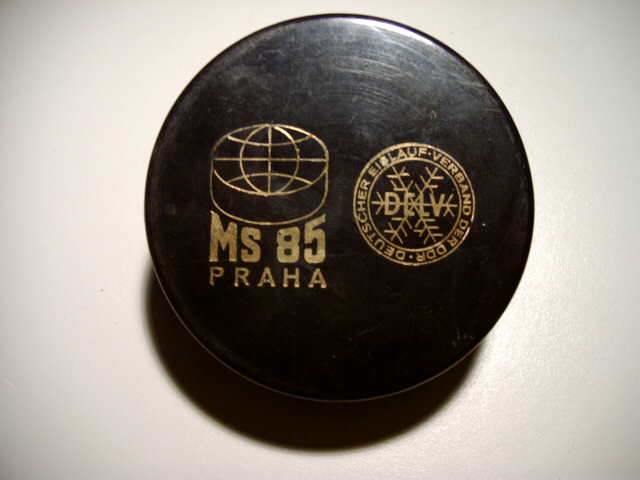 Ms 85
PRAHA
DEUTSCHER EISLAUF-VERBAND DER DDR ·
DELV